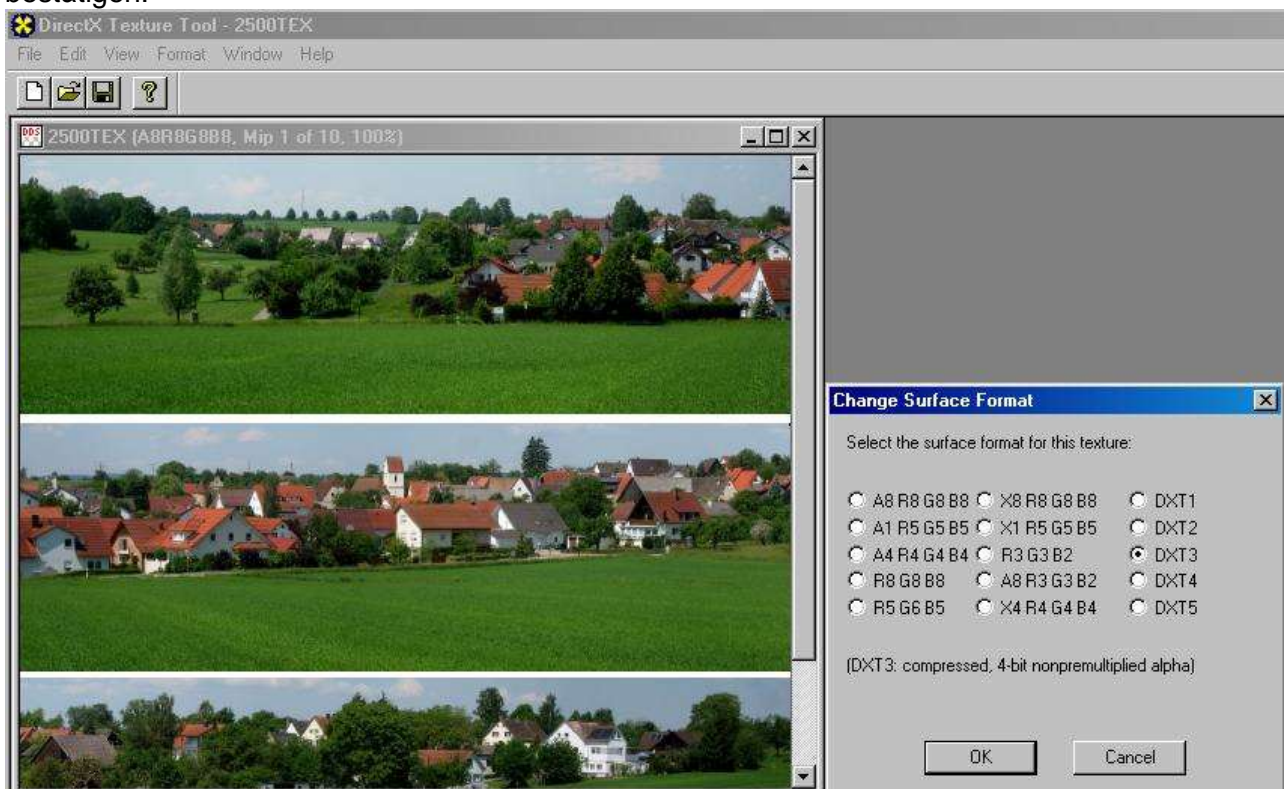 bestätigen.
DirectX Texture Tool - 2500TEX
File Edit View Format Window Help
DDS 2500TEX (A8R8G8B8, Mip 1 of 10, 100%)
Change Surface Format
Select the surface format for this texture:
A8 R8 G8 B8 X8 R8 G8 B8 DXT1
A1 R5 G5 B5 X1 R5 G5 B5 DXT2
A4 R4 G4 B4 R3 G3 B2 DXT3
R8 G8 B8 A8 R3 G3 B2 DXT4
R5 G6 B5 X4 R4 G4 B4 DXT5
(DXT3: compressed, 4-bit nonpremultiplied alpha)
OK Cancel